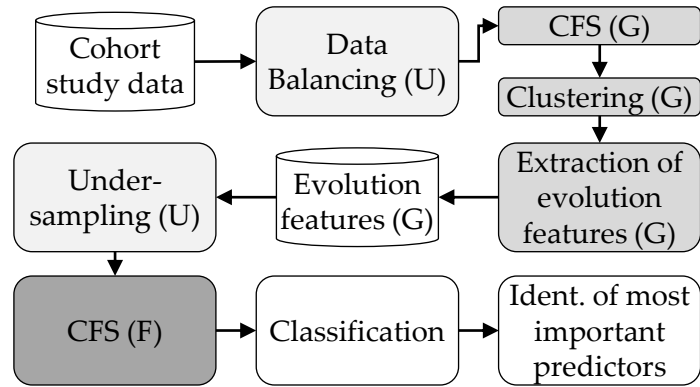 Cohort
study data
Data
Balancing (U)
CFS (G)
Clustering (G)
Extraction of
evolution
features (G)
Evolution
features (G)
Under-
sampling (U)
CFS (F)
Classification
Ident. of most
important
predictors